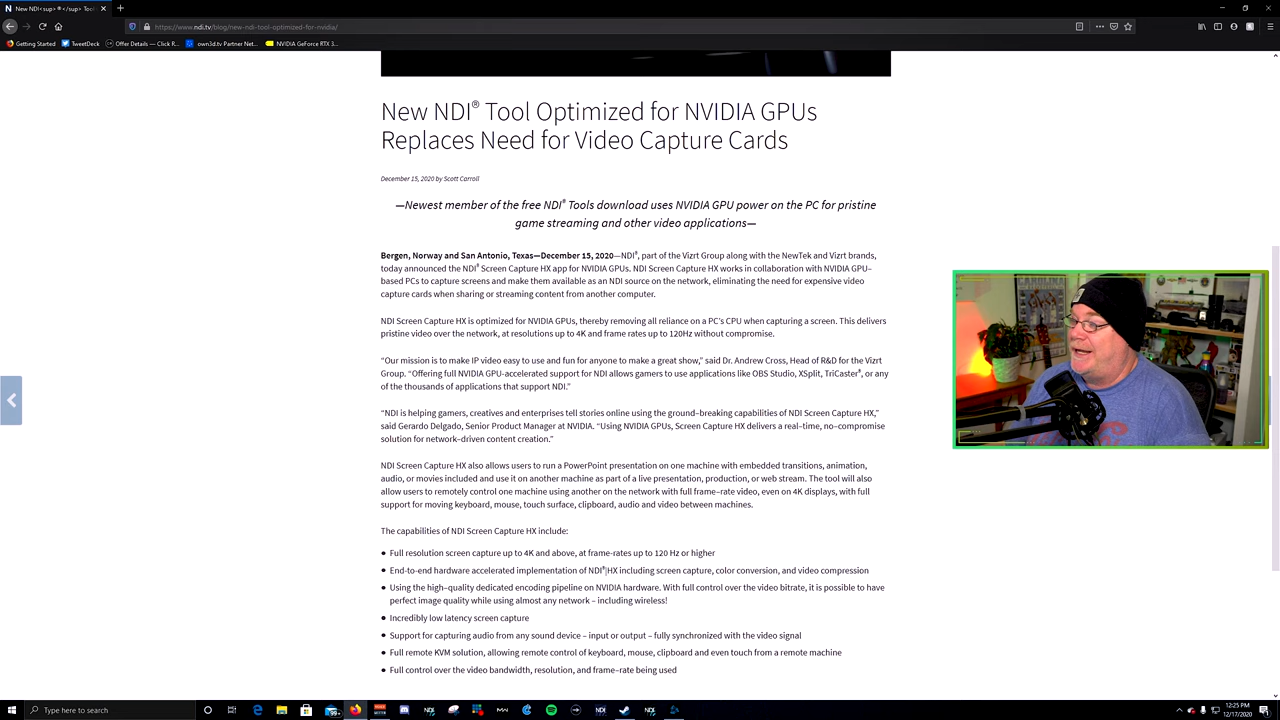 New NDI<sup> ® </sup> Tool
https://www.ndi.tv/blog/new-ndi-tool-optimized-for-nvidia/
Getting Started
TweetDeck
Offer Details — Click R...
own3d.tv Partner Net...
NVIDIA GeForce RTX 3...
New NDI® Tool Optimized for NVIDIA GPUs
Replaces Need for Video Capture Cards
December 15, 2020 by Scott Carroll
—Newest member of the free NDI® Tools download uses NVIDIA GPU power on the PC for pristine
game streaming and other video applications—
Bergen, Norway and San Antonio, Texas—December 15, 2020—NDI®, part of the Vizrt Group along with the NewTek and Vizrt brands,
today announced the NDI® Screen Capture HX app for NVIDIA GPUs. NDI Screen Capture HX works in collaboration with NVIDIA GPU–
based PCs to capture screens and make them available as an NDI source on the network, eliminating the need for expensive video
capture cards when sharing or streaming content from another computer.
NDI Screen Capture HX is optimized for NVIDIA GPUs, thereby removing all reliance on a PC's CPU when capturing a screen. This delivers
pristine video over the network, at resolutions up to 4K and frame rates up to 120Hz without compromise.
“Our mission is to make IP video easy to use and fun for anyone to make a great show,” said Dr. Andrew Cross, Head of R&D for the Vizrt
Group. “Offering full NVIDIA GPU-accelerated support for NDI allows gamers to use applications like OBS Studio, XSplit, TriCaster®, or any
of the thousands of applications that support NDI.”
“NDI is helping gamers, creatives and enterprises tell stories online using the ground–breaking capabilities of NDI Screen Capture HX,”
said Gerardo Delgado, Senior Product Manager at NVIDIA. “Using NVIDIA GPUs, Screen Capture HX delivers a real–time, no–compromise
solution for network–driven content creation.”
NDI Screen Capture HX also allows users to run a PowerPoint presentation on one machine with embedded transitions, animation,
audio, or movies included and use it on another machine as part of a live presentation, production, or web stream. The tool will also
allow users to remotely control one machine using another on the network with full frame–rate video, even on 4K displays, with full
support for moving keyboard, mouse, touch surface, clipboard, audio and video between machines.
The capabilities of NDI Screen Capture HX include:
● Full resolution screen capture up to 4K and above, at frame-rates up to 120 Hz or higher
● End-to-end hardware accelerated implementation of NDI®|HX including screen capture, color conversion, and video compression
● Using the high–quality dedicated encoding pipeline on NVIDIA hardware. With full control over the video bitrate, it is possible to have
perfect image quality while using almost any network – including wireless!
● Incredibly low latency screen capture
● Support for capturing audio from any sound device – input or output – fully synchronized with the video signal
● Full remote KVM solution, allowing remote control of keyboard, mouse, clipboard and even touch from a remote machine
● Full control over the video bandwidth, resolution, and frame–rate being used
Type here to search
12:25 PM
12/17/2020